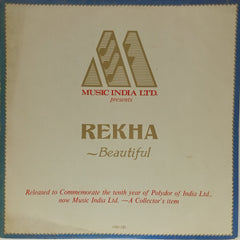 MUSIC INDIA LTD.
presents
REKHA
~Beautiful
Released to Commemorate the tenth year of Polydor of India Ltd.,
now Music India Ltd. —A Collector's item